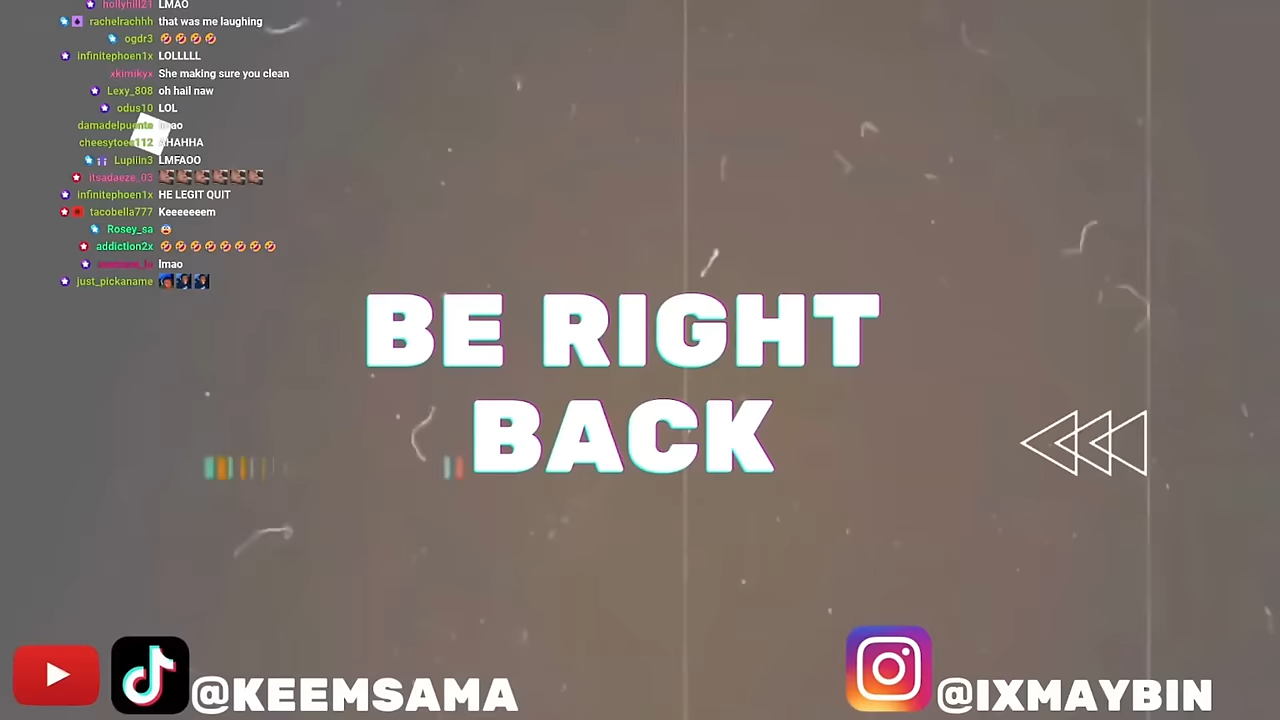 hollyhill21 LMAO
rachelrachhh that was me laughing
ogdr3
infinitephoen1x LOLLLLL
xkimikyx She making sure you clean
Lexy_808 oh hail naw
odus10 LOL
damadelpuente
cheesytoes112 AHAHHA
Lupiiin3 LMFAOO
itsadaeze_03
infinitephoen1x HE LEGIT QUIT
tacobella777 Keeeeeeem
Rosey_sa
addiction2x
lmao
just_pickaname
BE RIGHT
BACK
@KEEMSAMA
@IXMAYBIN